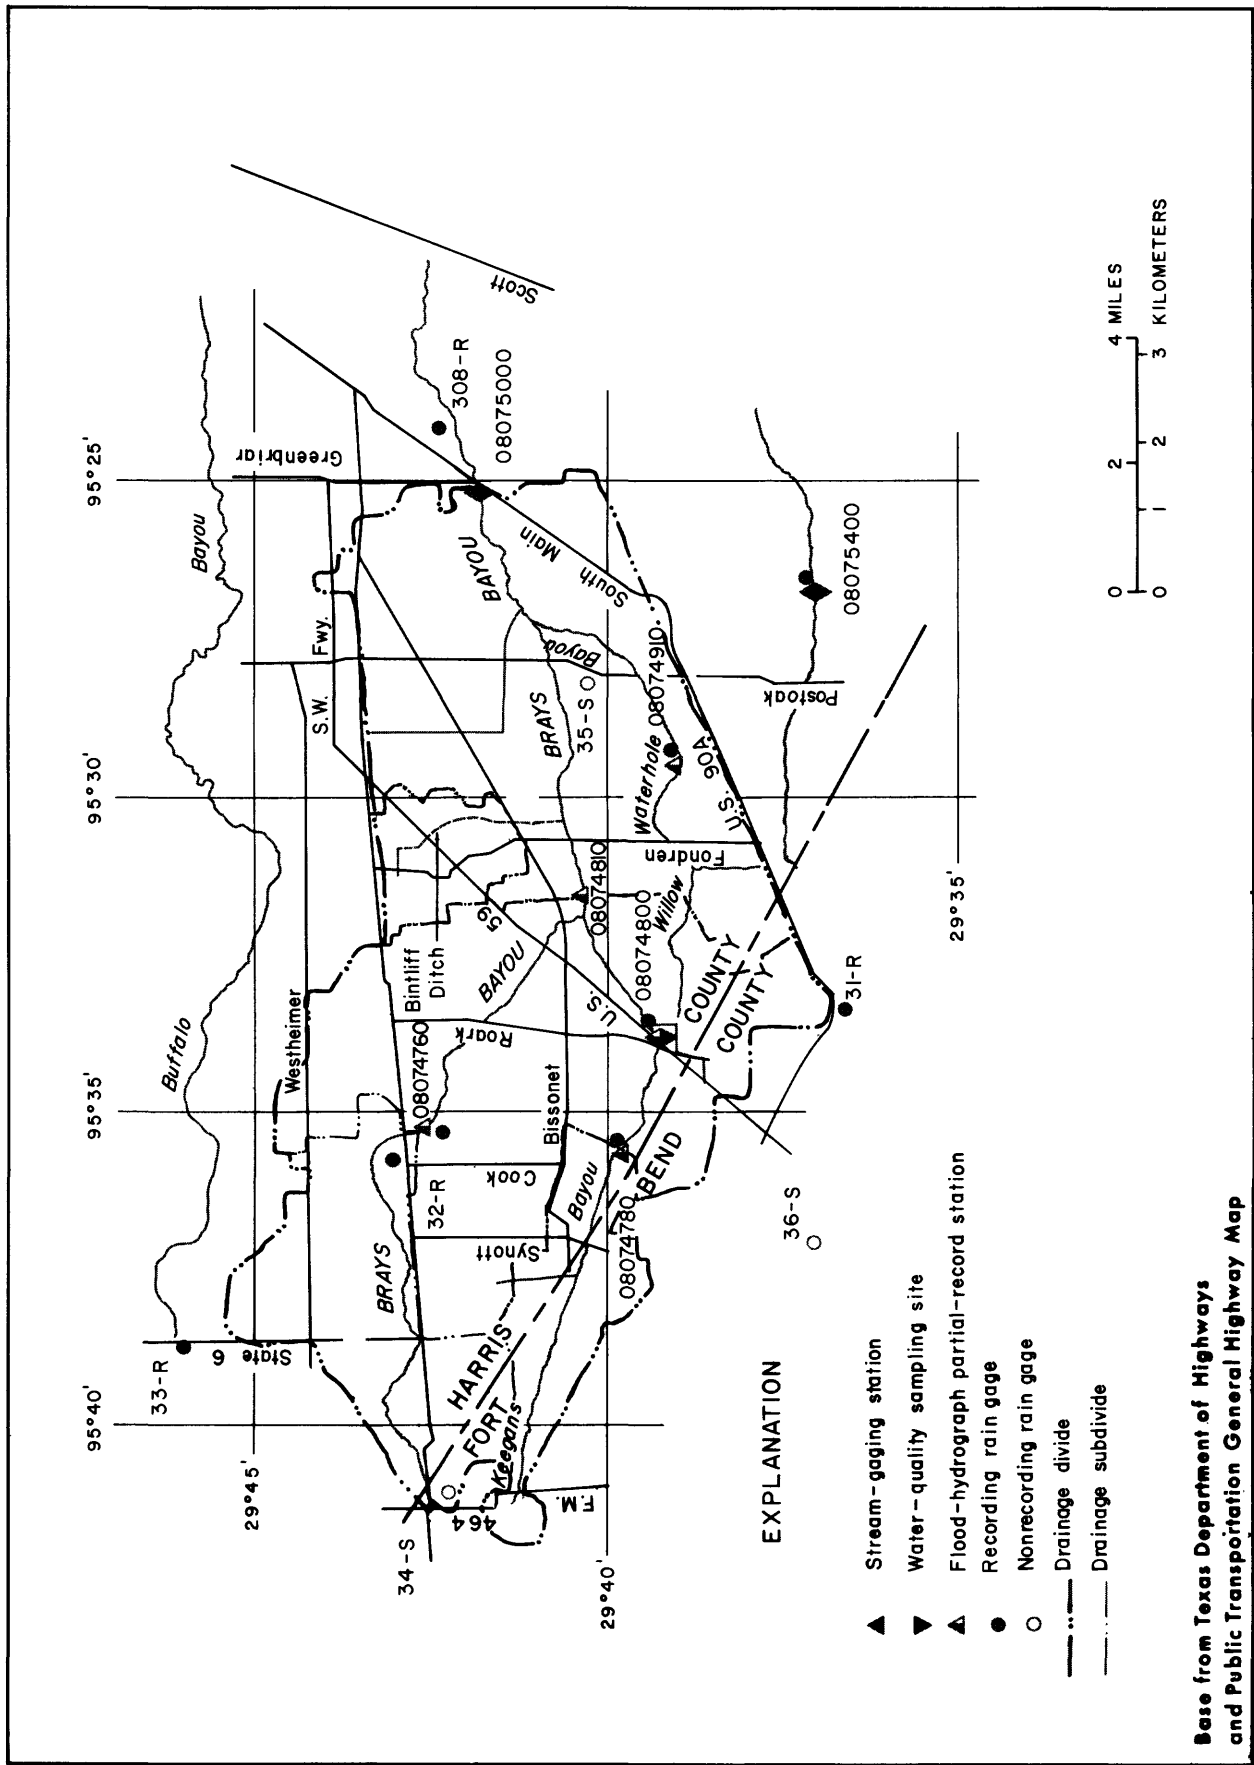 95°40'
95°35'
95°30'
95°25'
29°45'
29°40'
29°35'
33-R
State 6
Buffalo
Bayou
Bayou
Westheimer
S.W. Fwy.
Greenbriar
Scott
34-S
464
F.M.
BRAYS
32-R
08074760
Bintliff
Ditch
BAYOU
Roark
Cook
Synott
Bissonet
59
U.S.
HARRIS COUNTY
FORT BEND COUNTY
Keegans
Bayou
08074780
08074800
08074810
BRAYS
BAYOU
35-S
Willow
Waterhole
Bayou
08074910
Fondren
U.S. 90A
South Main
Postoak
308-R
08075000
08075400
31-R
36-S
EXPLANATION
Stream-gaging station
Water-quality sampling site
Flood-hydrograph partial-record station
Recording rain gage
Nonrecording rain gage
Drainage divide
Drainage subdivide
0 2 4 MILES
0 1 2 3 KILOMETERS
Base from Texas Department of Highways
and Public Transportation General Highway Map